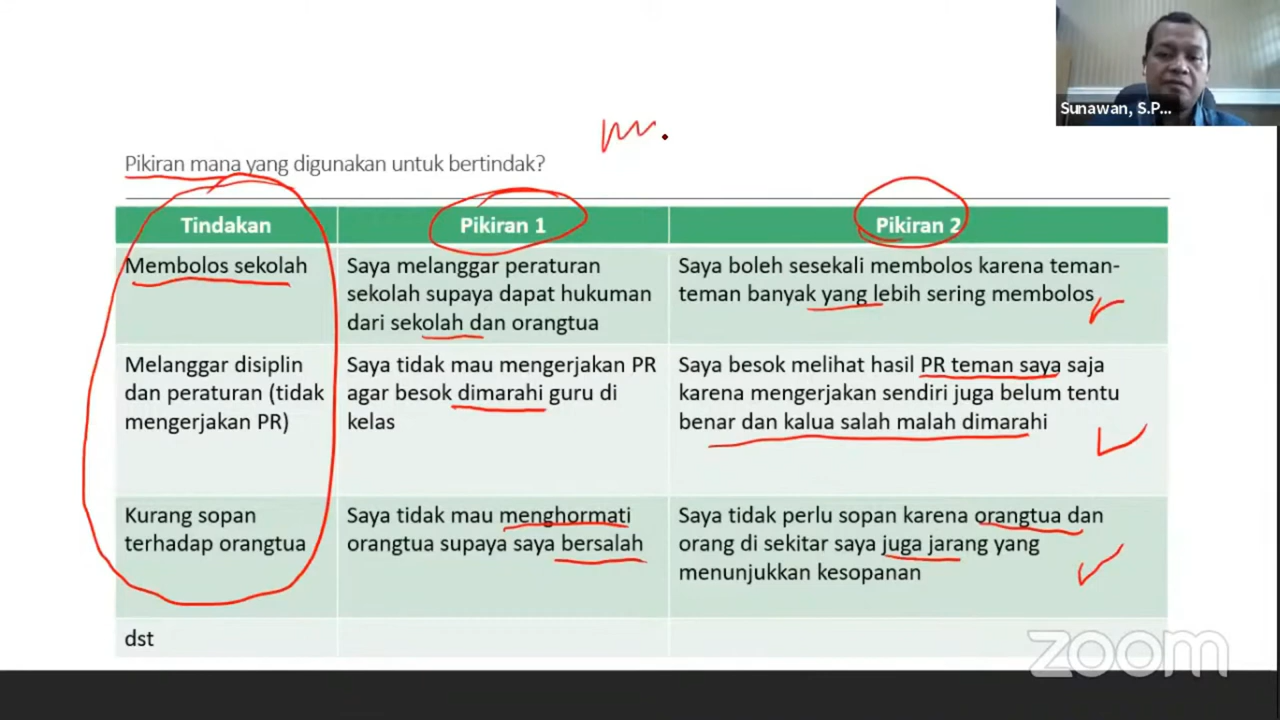 Sunawan, S.P...
Pikiran mana yang digunakan untuk bertindak?
Tindakan
Pikiran 1
Pikiran 2
Membolos sekolah
Saya melanggar peraturan
sekolah supaya dapat hukuman
dari sekolah dan orangtua
Saya boleh sesekali membolos karena teman-
teman banyak yang lebih sering membolos
Melanggar disiplin
dan peraturan (tidak
mengerjakan PR)
Saya tidak mau mengerjakan PR
agar besok dimarahi guru di
kelas
Saya besok melihat hasil PR teman saya saja
karena mengerjakan sendiri juga belum tentu
benar dan kalua salah malah dimarahi
Kurang sopan
terhadap orangtua
Saya tidak mau menghormati
orangtua supaya saya bersalah
Saya tidak perlu sopan karena orangtua dan
orang di sekitar saya juga jarang yang
menunjukkan kesopanan
dst
zoom